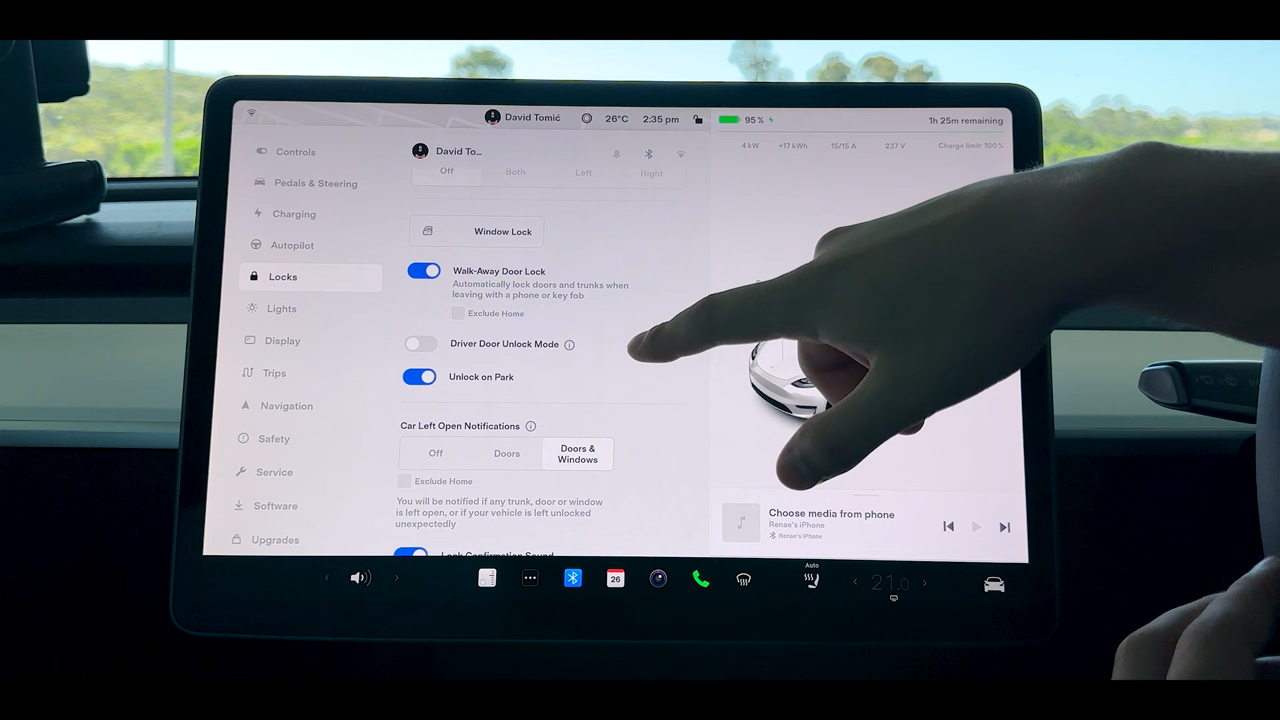 David Tomić 26°C 2:35 pm
95 % 1h 25m remaining
4 kW +17 kWh 15/15 A 237 V Charge limit: 100 %
Controls
Pedals & Steering
Charging
Autopilot
Locks
Lights
Display
Trips
Navigation
Safety
Service
Software
Upgrades
David To...
Off Both Left Right
Window Lock
Walk-Away Door Lock
Automatically lock doors and trunks when
leaving with a phone or key fob
Exclude Home
Driver Door Unlock Mode
Unlock on Park
Car Left Open Notifications
Off Doors Doors &
Windows
Exclude Home
You will be notified if any trunk, door or window
is left open, or if your vehicle is left unlocked
unexpectedly
Lock Confirmation Sound
Choose media from phone
Renae's iPhone
Renae's iPhone
26
Auto
21.0